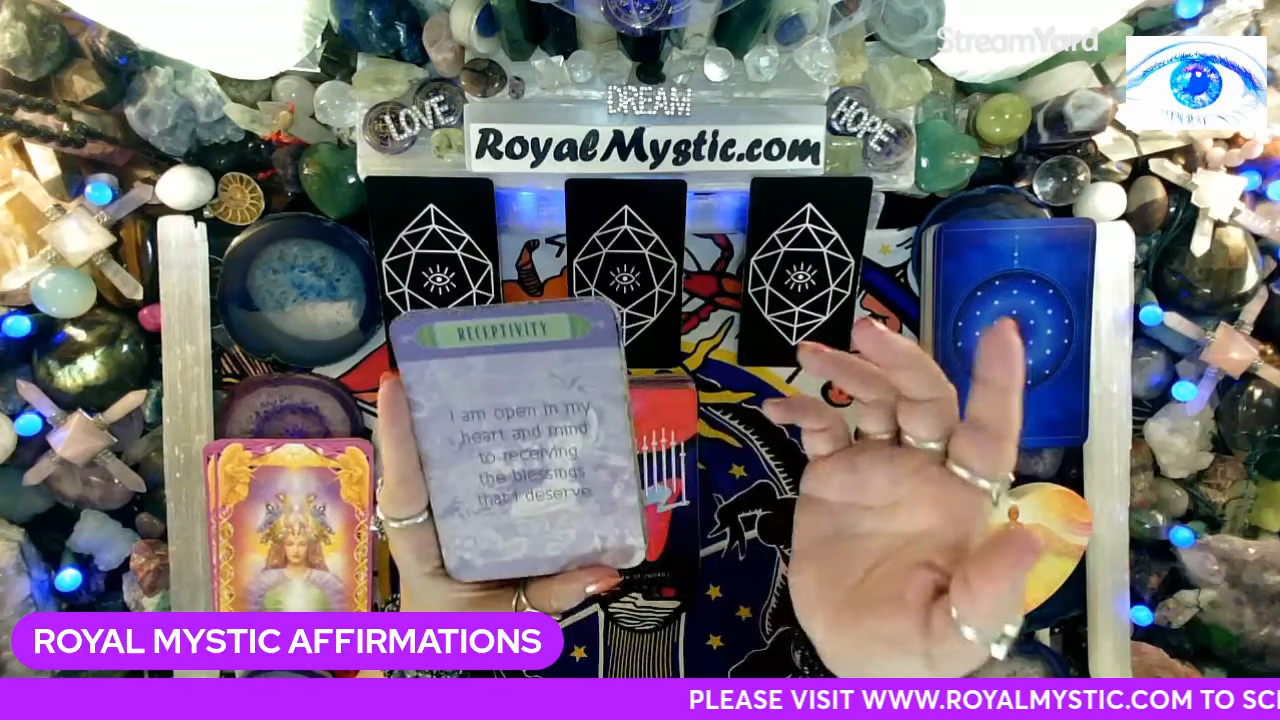 StreamYard
LOVE
DREAM
HOPE
RoyalMystic.com
RECEPTIVITY
I am open in my
heart and mind
to receiving
the blessings
that I deserve
ROYAL MYSTIC AFFIRMATIONS
PLEASE VISIT WWW.ROYALMYSTIC.COM TO SC